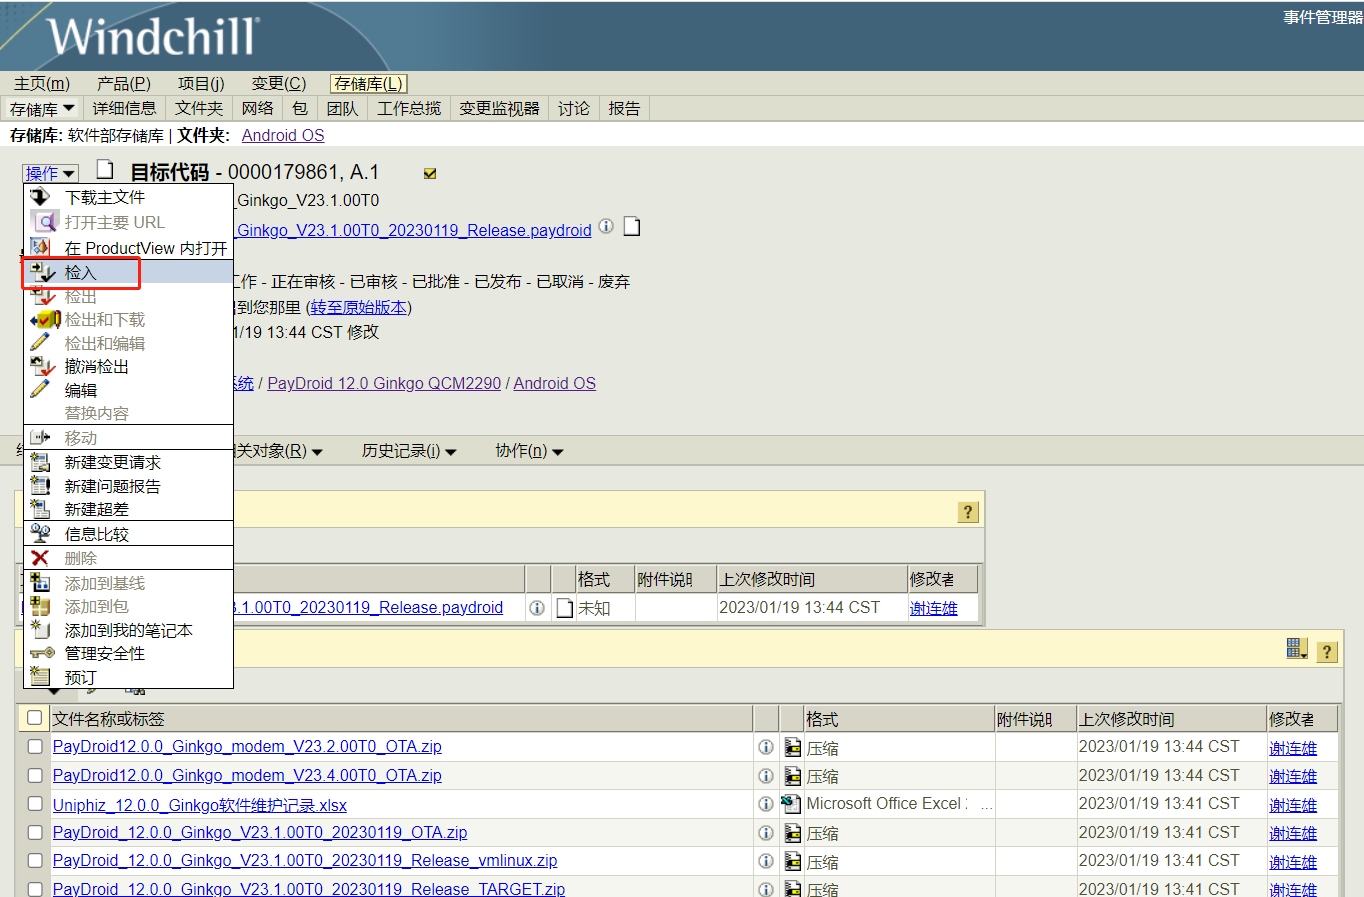 Windchill
事件管理器
主页(m) 产品(P) 项目(j) 变更(C) 存储库(L)
存储库 详细信息 文件夹 网络 包 团队 工作总揽 变更监视器 讨论 报告
存储库: 软件部存储库 | 文件夹: Android OS
操作 目标代码 - 0000179861, A.1
下载主文件 _Ginkgo_V23.1.00T0
打开主要 URL _Ginkgo_V23.1.00T0_20230119_Release.paydroid
在 ProductView 内打开
检入 工作 - 正在审核 - 已审核 - 已批准 - 已发布 - 已取消 - 废弃
检出 到您那里 (转至原始版本)
检出和下载 1/19 13:44 CST 修改
检出和编辑
撤消检出
编辑 系统 / PayDroid 12.0 Ginkgo QCM2290 / Android OS
替换内容
移动 相关对象(R) 历史记录(i) 协作(n)
新建变更请求
新建问题报告
新建超差 ?
信息比较
删除
添加到基线 格式 附件说 上次修改时间 修改者
添加到包 3.1.00T0_20230119_Release.paydroid 未知 2023/01/19 13:44 CST 谢连雄
添加到我的笔记本
管理安全性 ?
预订
文件名称或标签 格式 附件说 上次修改时间 修改者
PayDroid12.0.0_Ginkgo_modem_V23.2.00T0_OTA.zip 压缩 2023/01/19 13:44 CST 谢连雄
PayDroid12.0.0_Ginkgo_modem_V23.4.00T0_OTA.zip 压缩 2023/01/19 13:44 CST 谢连雄
Uniphiz_12.0.0_Ginkgo软件维护记录.xlsx Microsoft Office Excel ... 2023/01/19 13:44 CST 谢连雄
PayDroid_12.0.0_Ginkgo_V23.1.00T0_20230119_OTA.zip 压缩 2023/01/19 13:41 CST 谢连雄
PayDroid_12.0.0_Ginkgo_V23.1.00T0_20230119_Release_vmlinux.zip 压缩 2023/01/19 13:41 CST 谢连雄
PayDroid_12.0.0_Ginkgo_V23.1.00T0_20230119_Release_TARGET.zip 压缩 2023/01/19 13:41 CST 谢连雄